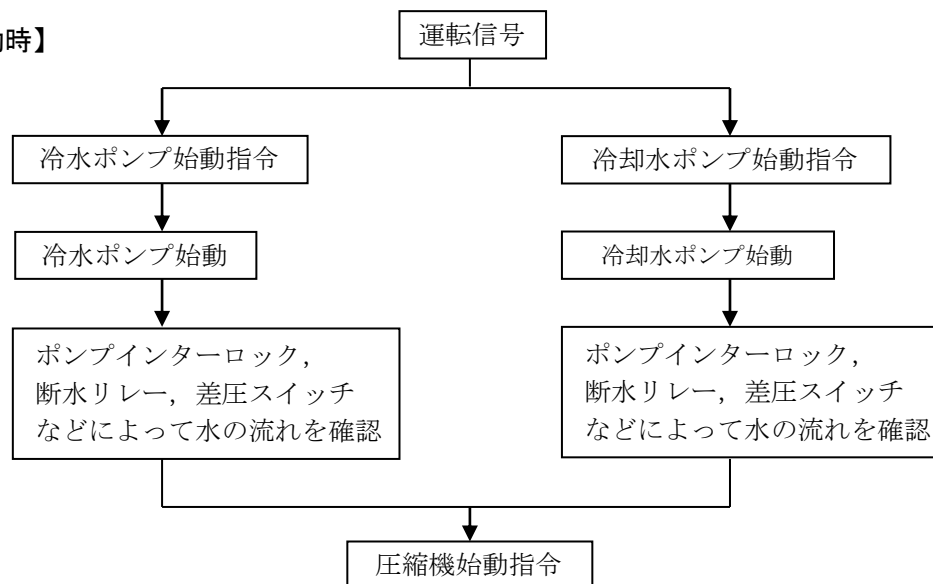 時】
運転信号
冷水ポンプ始動指令
冷却水ポンプ始動指令
冷水ポンプ始動
冷却水ポンプ始動
ポンプインターロック，
断水リレー，差圧スイッチ
などによって水の流れを確認
ポンプインターロック，
断水リレー，差圧スイッチ
などによって水の流れを確認
圧縮機始動指令